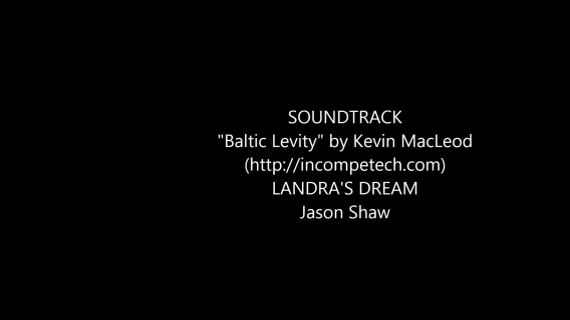 SOUNDTRACK
"Baltic Levity" by Kevin MacLeod
(http://incompetech.com)
LANDRA'S DREAM
Jason Shaw